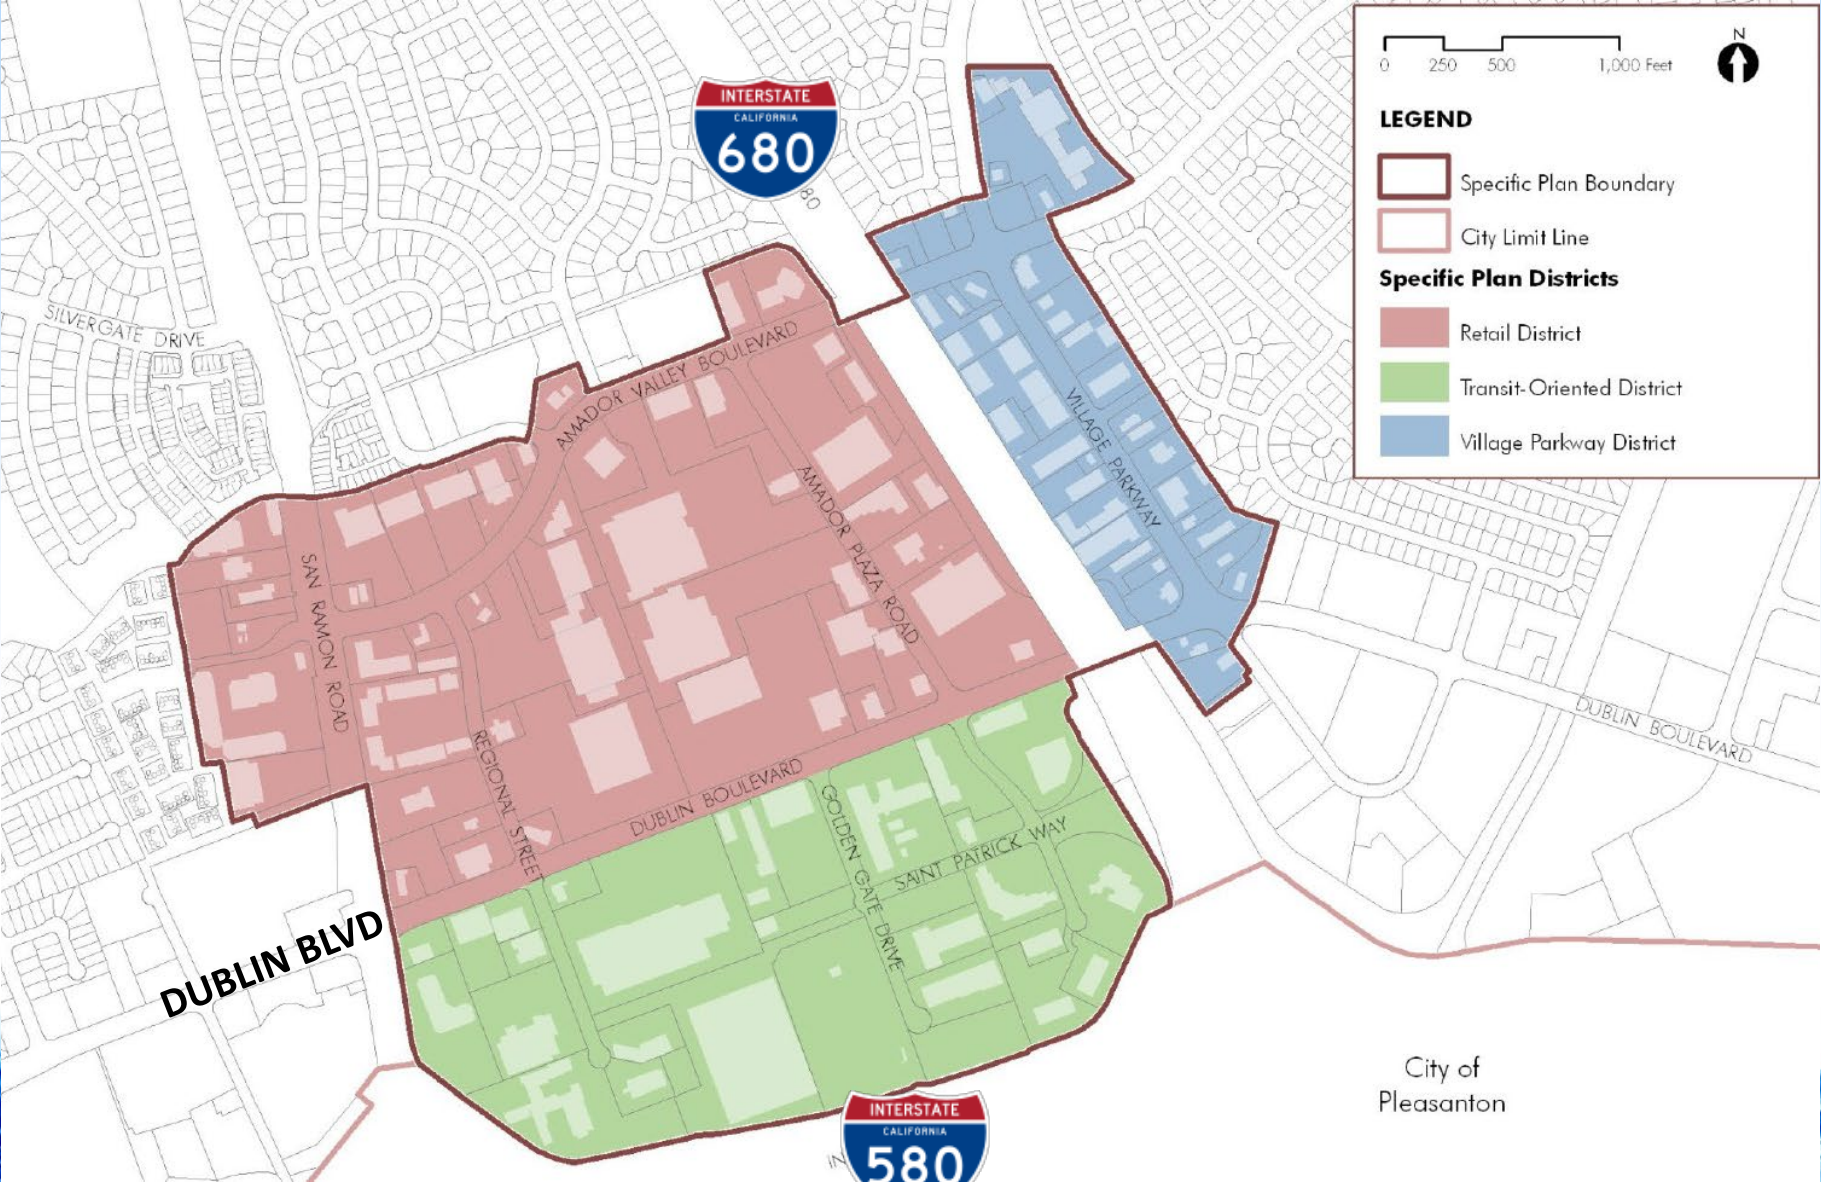 INTERSTATE
CALIFORNIA
680
80
N
0 250 500 1,000 Feet
LEGEND
Specific Plan Boundary
City Limit Line
Specific Plan Districts
Retail District
Transit-Oriented District
Village Parkway District
SILVERGATE DRIVE
AMADOR VALLEY BOULEVARD
VILLAGE PARKWAY
AMADOR PLAZA ROAD
SAN RAMON ROAD
REGIONAL STREET
DUBLIN BOULEVARD
DUBLIN BOULEVARD
GOLDEN GATE DRIVE
SAINT PATRICK WAY
DUBLIN BLVD
City of
Pleasanton
INTERSTATE
CALIFORNIA
580
IN